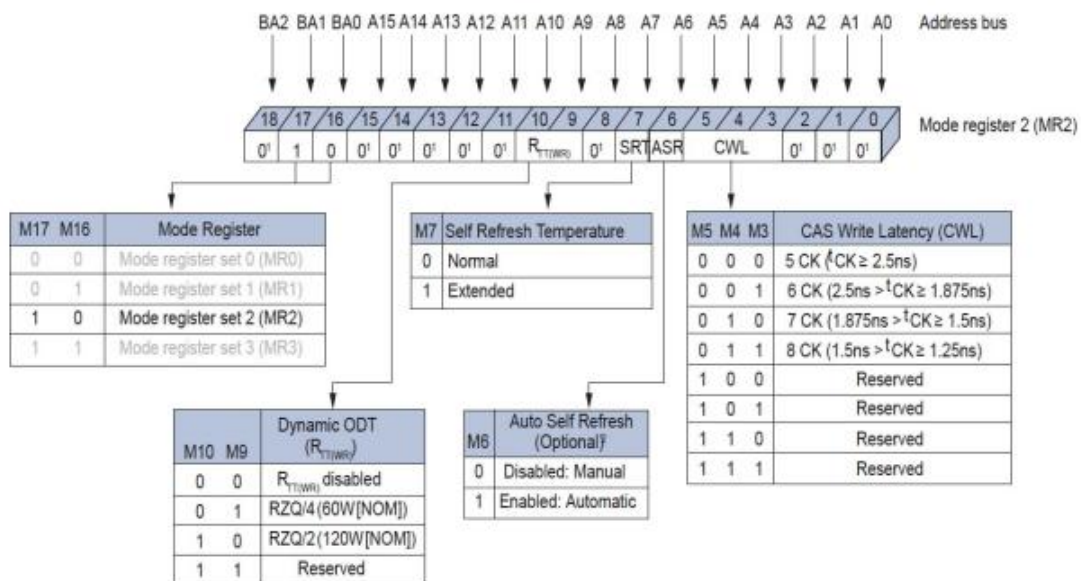 BA2 BA1 BA0 A15 A14 A13 A12 A11 A10 A9 A8 A7 A6 A5 A4 A3 A2 A1 A0 Address bus
18 17 16 15 14 13 12 11 10 9 8 7 6 5 4 3 2 1 0 Mode register 2 (MR2)
0¹ 1 0 0¹ 0¹ 0¹ 0¹ 0¹ RTT(WR) 0¹ SRT ASR CWL 0¹ 0¹ 0¹
M17 M16 Mode Register
0 0 Mode register set 0 (MR0)
0 1 Mode register set 1 (MR1)
1 0 Mode register set 2 (MR2)
1 1 Mode register set 3 (MR3)
M7 Self Refresh Temperature
0 Normal
1 Extended
M5 M4 M3 CAS Write Latency (CWL)
0 0 0 5 CK (tCK ≥ 2.5ns)
0 0 1 6 CK (2.5ns > tCK ≥ 1.875ns)
0 1 0 7 CK (1.875ns > tCK ≥ 1.5ns)
0 1 1 8 CK (1.5ns > tCK ≥ 1.25ns)
1 0 0 Reserved
1 0 1 Reserved
1 1 0 Reserved
1 1 1 Reserved
M10 M9 Dynamic ODT
(RTT(WR))
0 0 RTT(WR) disabled
0 1 RZQ/4 (60W[NOM])
1 0 RZQ/2 (120W[NOM])
1 1 Reserved
M6 Auto Self Refresh
(Optional)²
0 Disabled: Manual
1 Enabled: Automatic